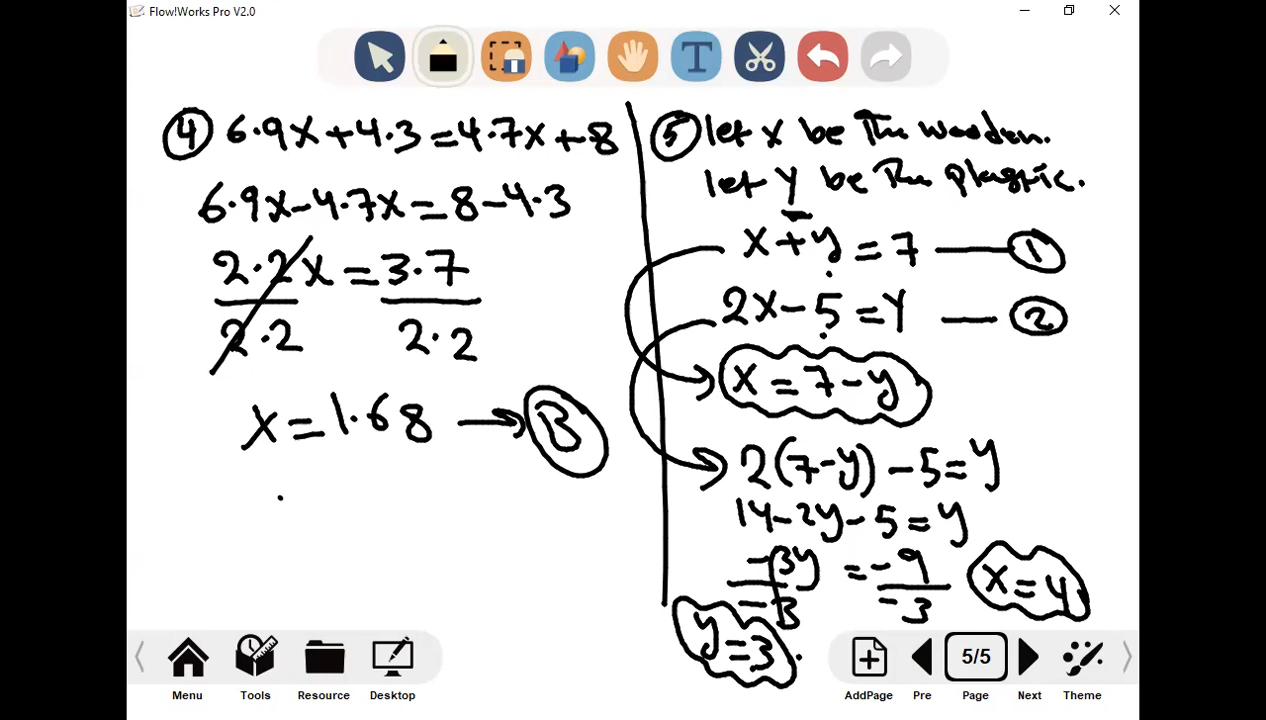 Flow!Works Pro V2.0
④ 6.9x+4.3=4.7x+8
6.9x-4.7x=8-4.3
2.2x=3.7
2.2 2.2
x=1.68 → B
⑤ let x be the wooden.
let y be the plastic.
x+y=7 — ①
2x-5=y — ②
x=7-y
2(7-y)-5=y
14-2y-5=y
-3y=-9
-3 -3
x=4
y=3
Menu
Tools
Resource
Desktop
AddPage
Pre
5/5
Page
Next
Theme